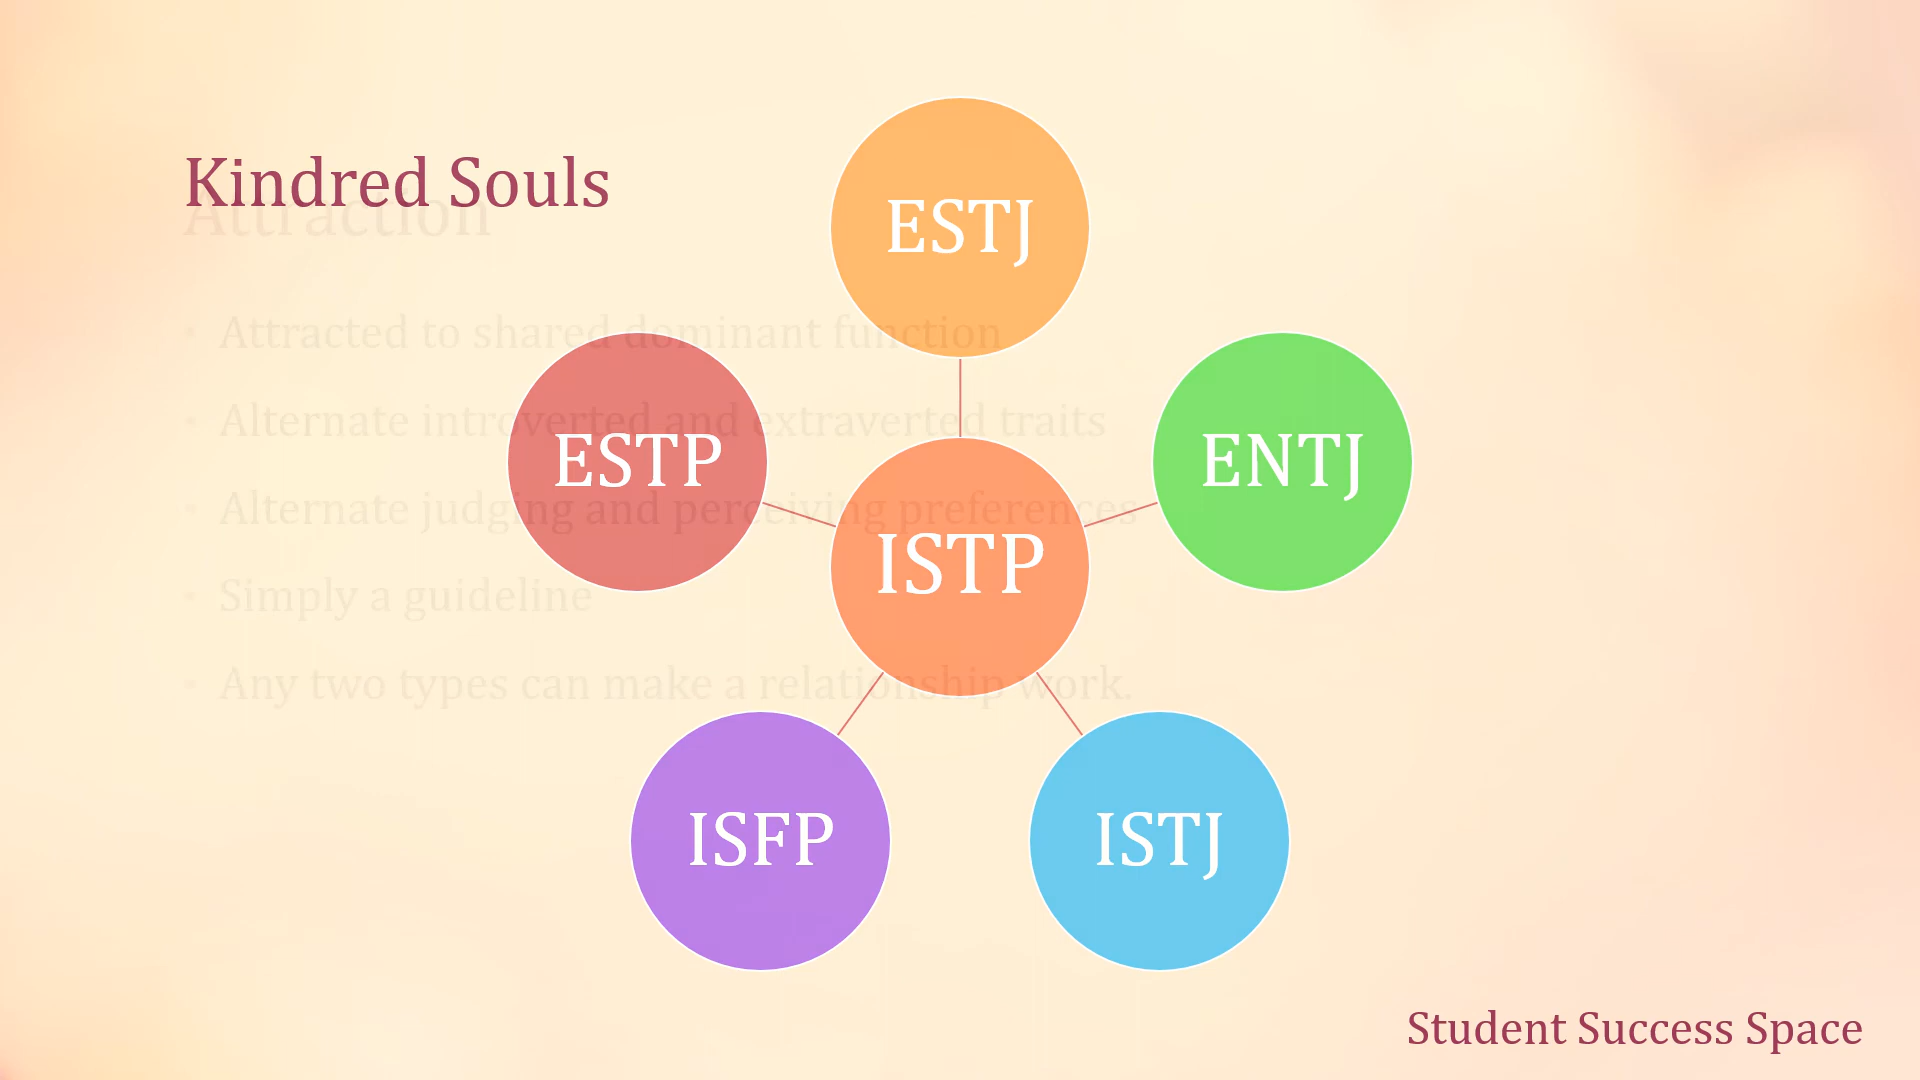 Kindred Souls
Attraction
• Attracted to shared dominant function
• Alternate introverted and extraverted traits
• Alternate judging and perceiving preferences
• Simply a guideline
• Any two types can make a relationship work.
ESTJ
ESTP
ENTJ
ISTP
ISFP
ISTJ
Student Success Space